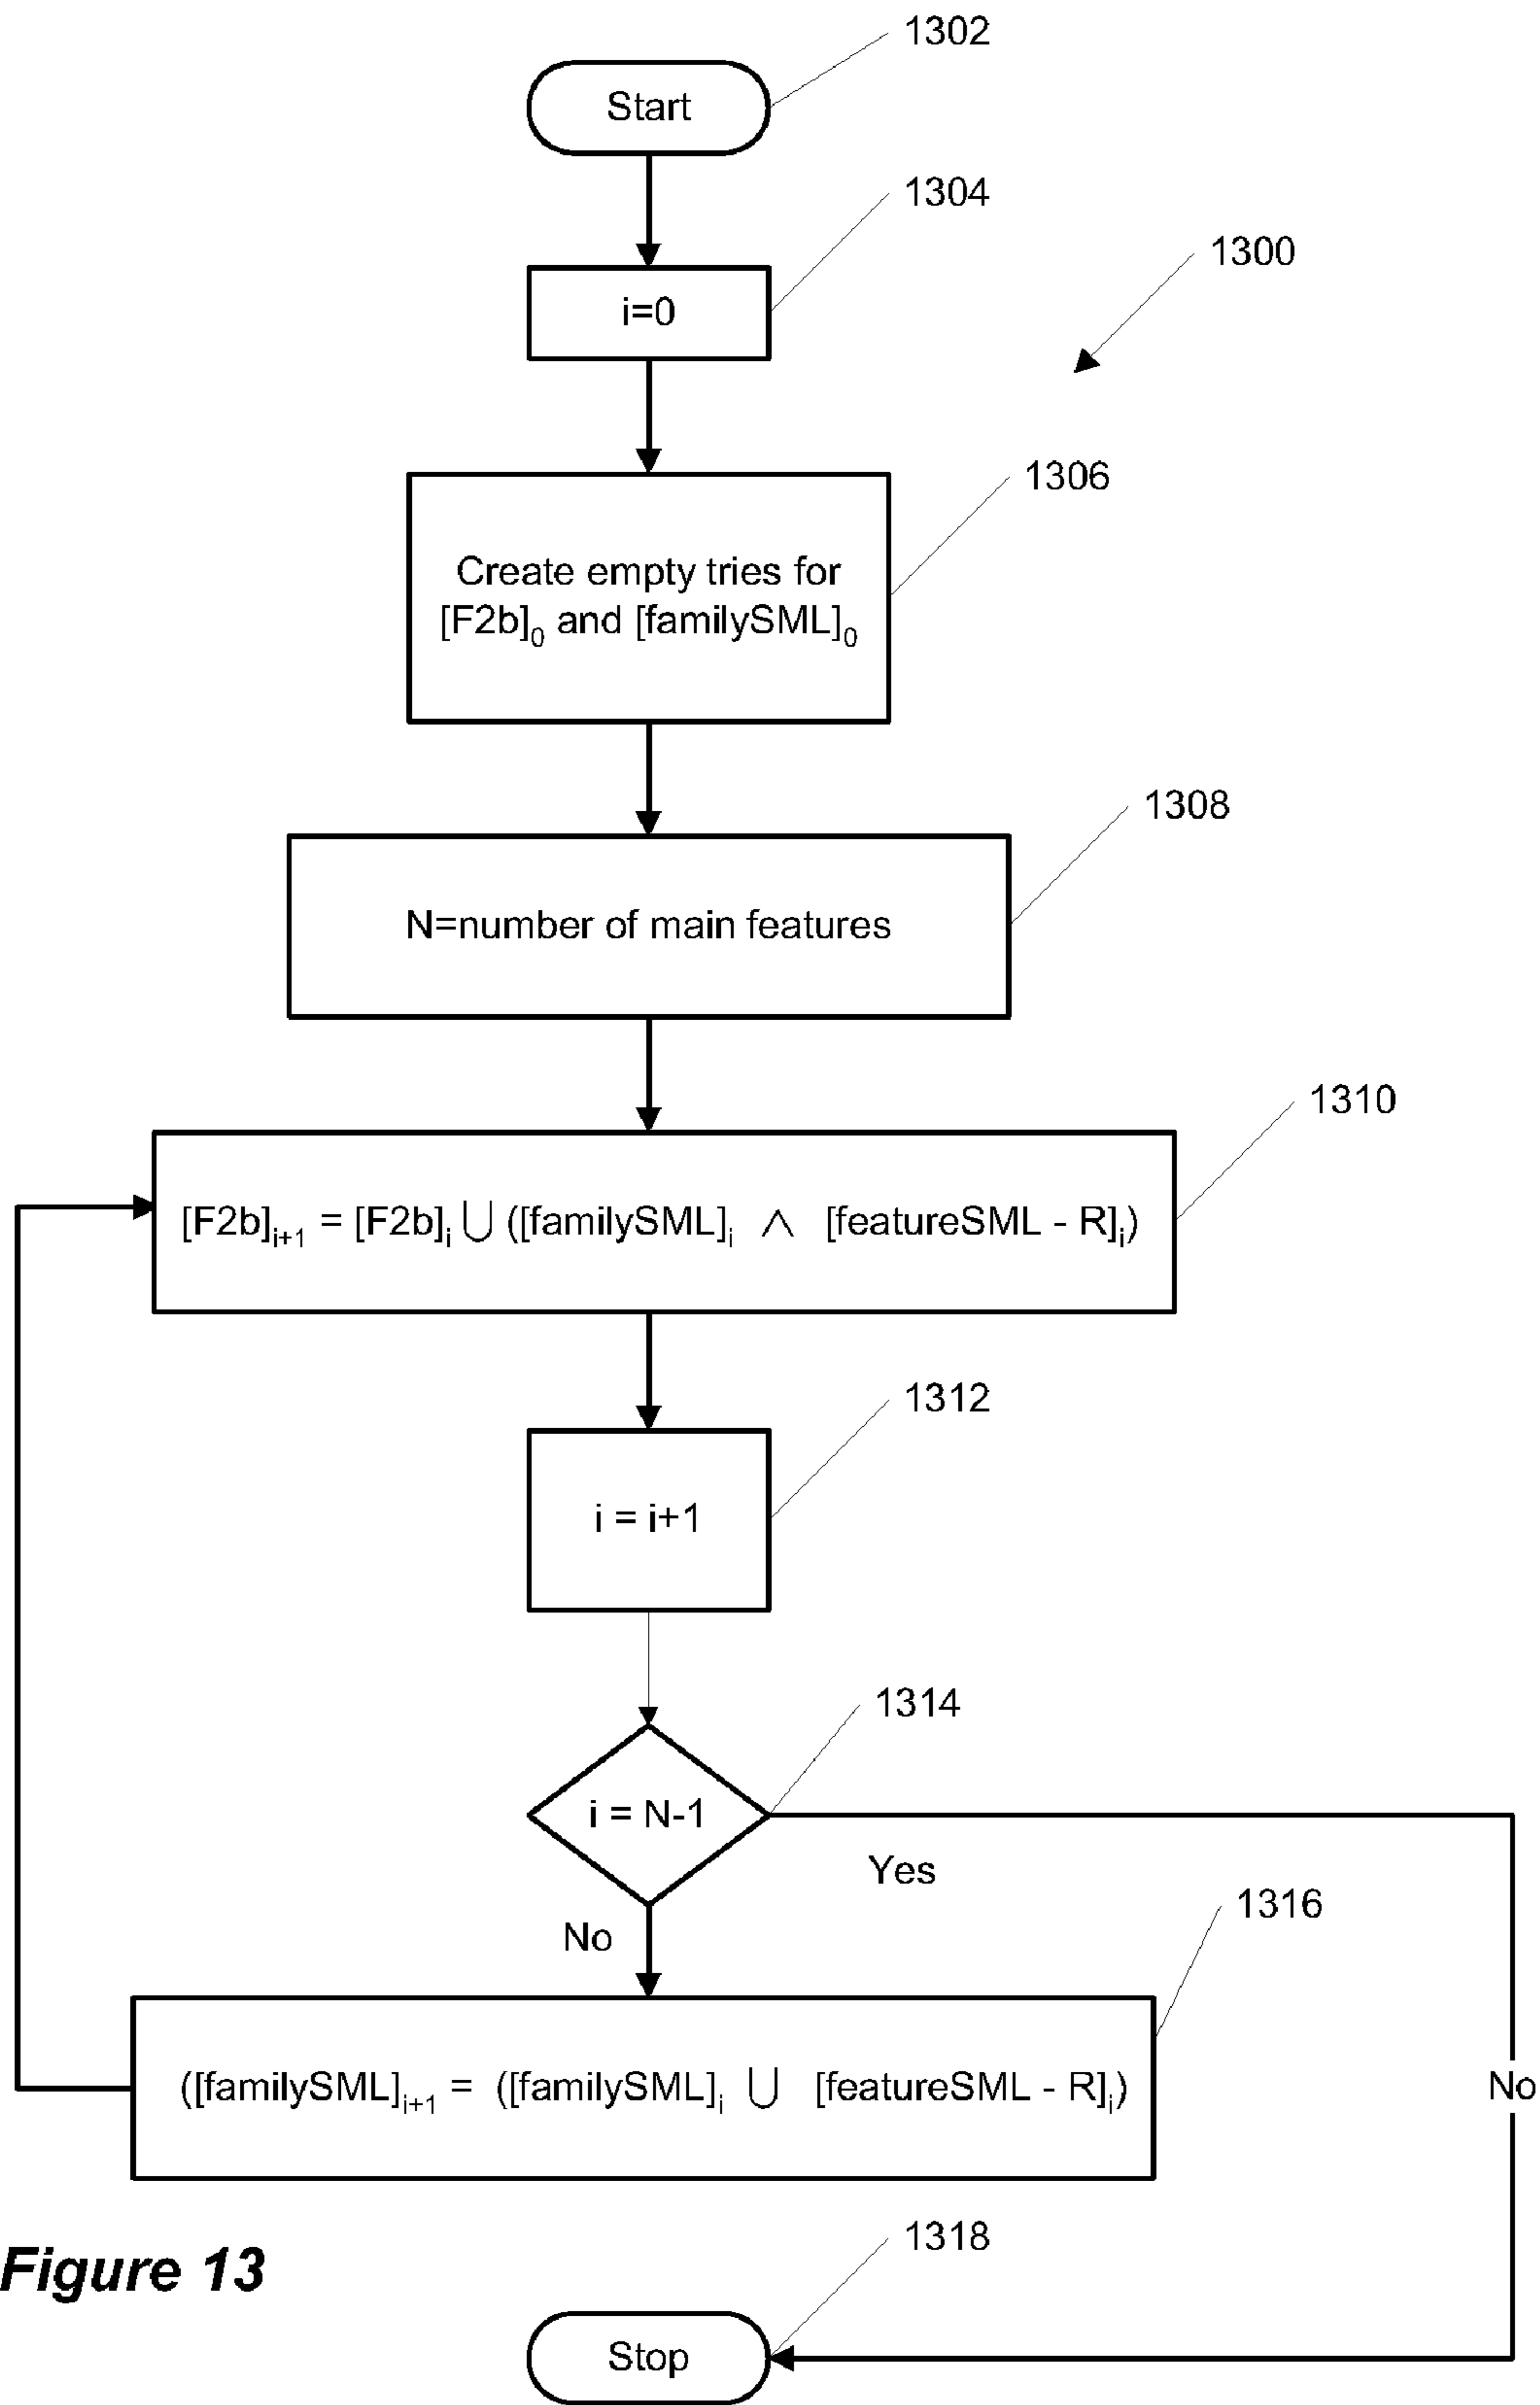 1302
Start
1304
1300
i=0
1306
Create empty tries for
[F2b]₀ and [familySML]₀
1308
N=number of main features
1310
[F2b]ᵢ₊₁ = [F2b]ᵢ ⋃ ([familySML]ᵢ ∧ [featureSML - R]ᵢ)
1312
i = i+1
1314
i = N-1
Yes
1316
No
([familySML]ᵢ₊₁ = ([familySML]ᵢ ⋃ [featureSML - R]ᵢ)
No
1318
Figure 13
Stop